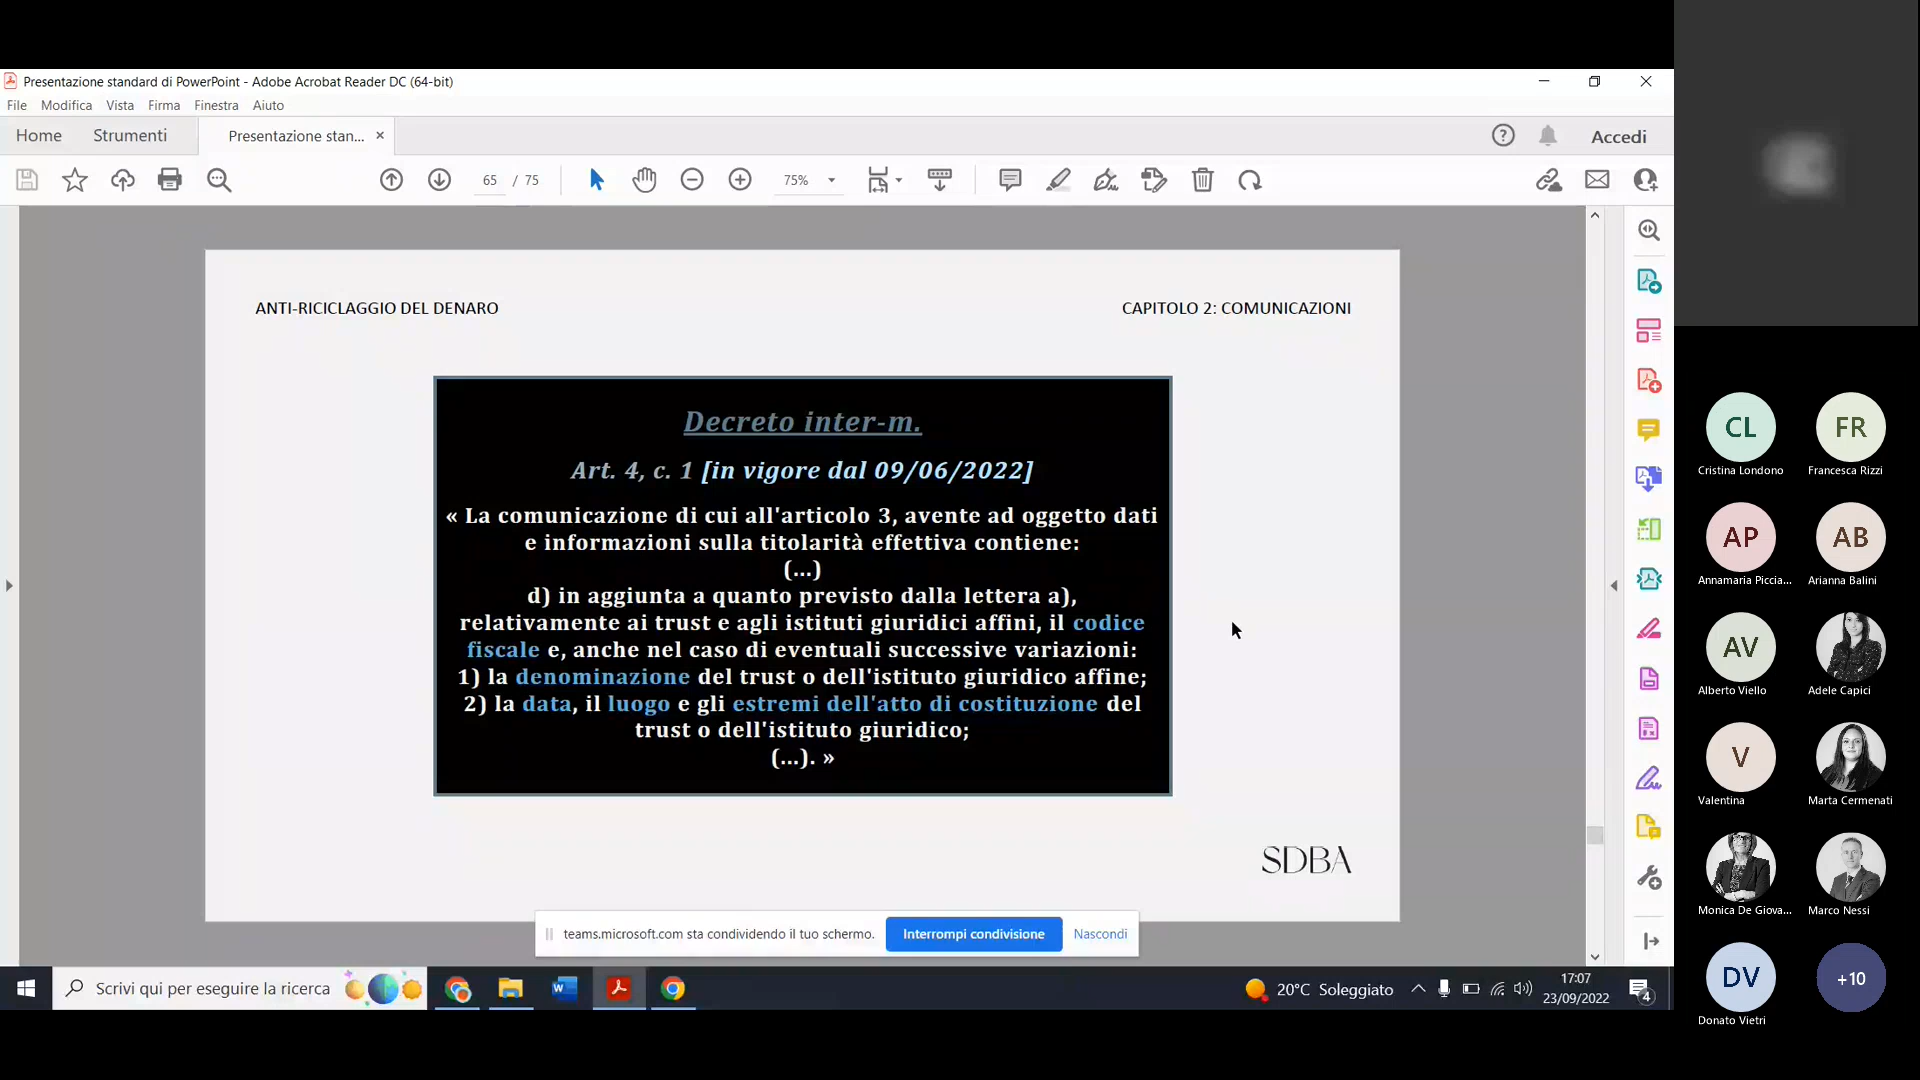 Presentazione standard di PowerPoint - Adobe Acrobat Reader DC (64-bit)
File Modifica Vista Firma Finestra Aiuto
Home Strumenti Presentazione stan... × Accedi
65 / 75 75%
ANTI-RICICLAGGIO DEL DENARO
CAPITOLO 2: COMUNICAZIONI
Decreto inter-m.
Art. 4, c. 1 [in vigore dal 09/06/2022]
« La comunicazione di cui all'articolo 3, avente ad oggetto dati
e informazioni sulla titolarità effettiva contiene:
(...)
d) in aggiunta a quanto previsto dalla lettera a),
relativamente ai trust e agli istituti giuridici affini, il codice
fiscale e, anche nel caso di eventuali successive variazioni:
1) la denominazione del trust o dell'istituto giuridico affine;
2) la data, il luogo e gli estremi dell'atto di costituzione del
trust o dell'istituto giuridico;
(...). »
SDBA
teams.microsoft.com sta condividendo il tuo schermo. Interrompi condivisione Nascondi
Scrivi qui per eseguire la ricerca
20°C Soleggiato
17:07
23/09/2022
4
CL
Cristina Londono
FR
Francesca Rizzi
AP
Annamaria Piccia...
AB
Arianna Balini
AV
Alberto Viello
Adele Capici
V
Valentina
Marta Cermenati
Monica De Giova...
Marco Nessi
DV
Donato Vietri
+10